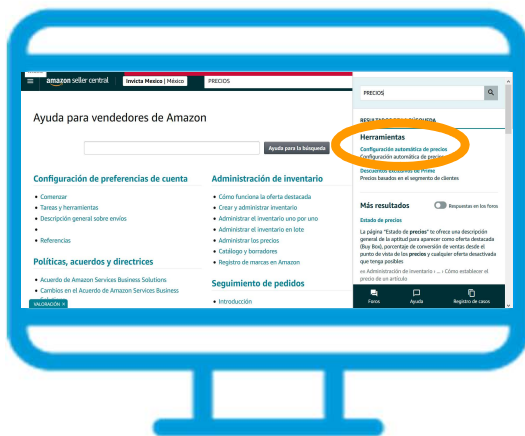 amazon seller central
Invicta Mexico | México
PRECIOS
PRECIOS
Ayuda para vendedores de Amazon
Ayuda para la búsqueda
Configuración de preferencias de cuenta
• Comenzar
• Tareas y herramientas
• Descripción general sobre envíos
•
• Referencias
Políticas, acuerdos y directrices
• Acuerdo de Amazon Services Business Solutions
• Cambios en el Acuerdo de Amazon Services Business
VALORACIÓN ×
Administración de inventario
• Cómo funciona la oferta destacada
• Crear y administrar inventario
• Administrar el inventario uno por uno
• Administrar el inventario en lote
• Administrar los precios
• Catálogo y borradores
• Registro de marcas en Amazon
Seguimiento de pedidos
• Introducción
Herramientas
Configuración automática de precios
Configuración automática de precios
Descuentos exclusivos de Prime
Precios basados en el segmento de clientes
Más resultados
Respuestas en los foros
Estado de precios
La página "Estado de precios" te ofrece una descripción
general de la aptitud para aparecer como oferta destacada
(Buy Box), porcentaje de conversión de ventas desde el
punto de vista de los precios y cualquier oferta desactivada
que tenga posibles
«« Administración de inventario › ... › Cómo establecer el
precio de un artículo
Foros
Ayuda
Registro de casos